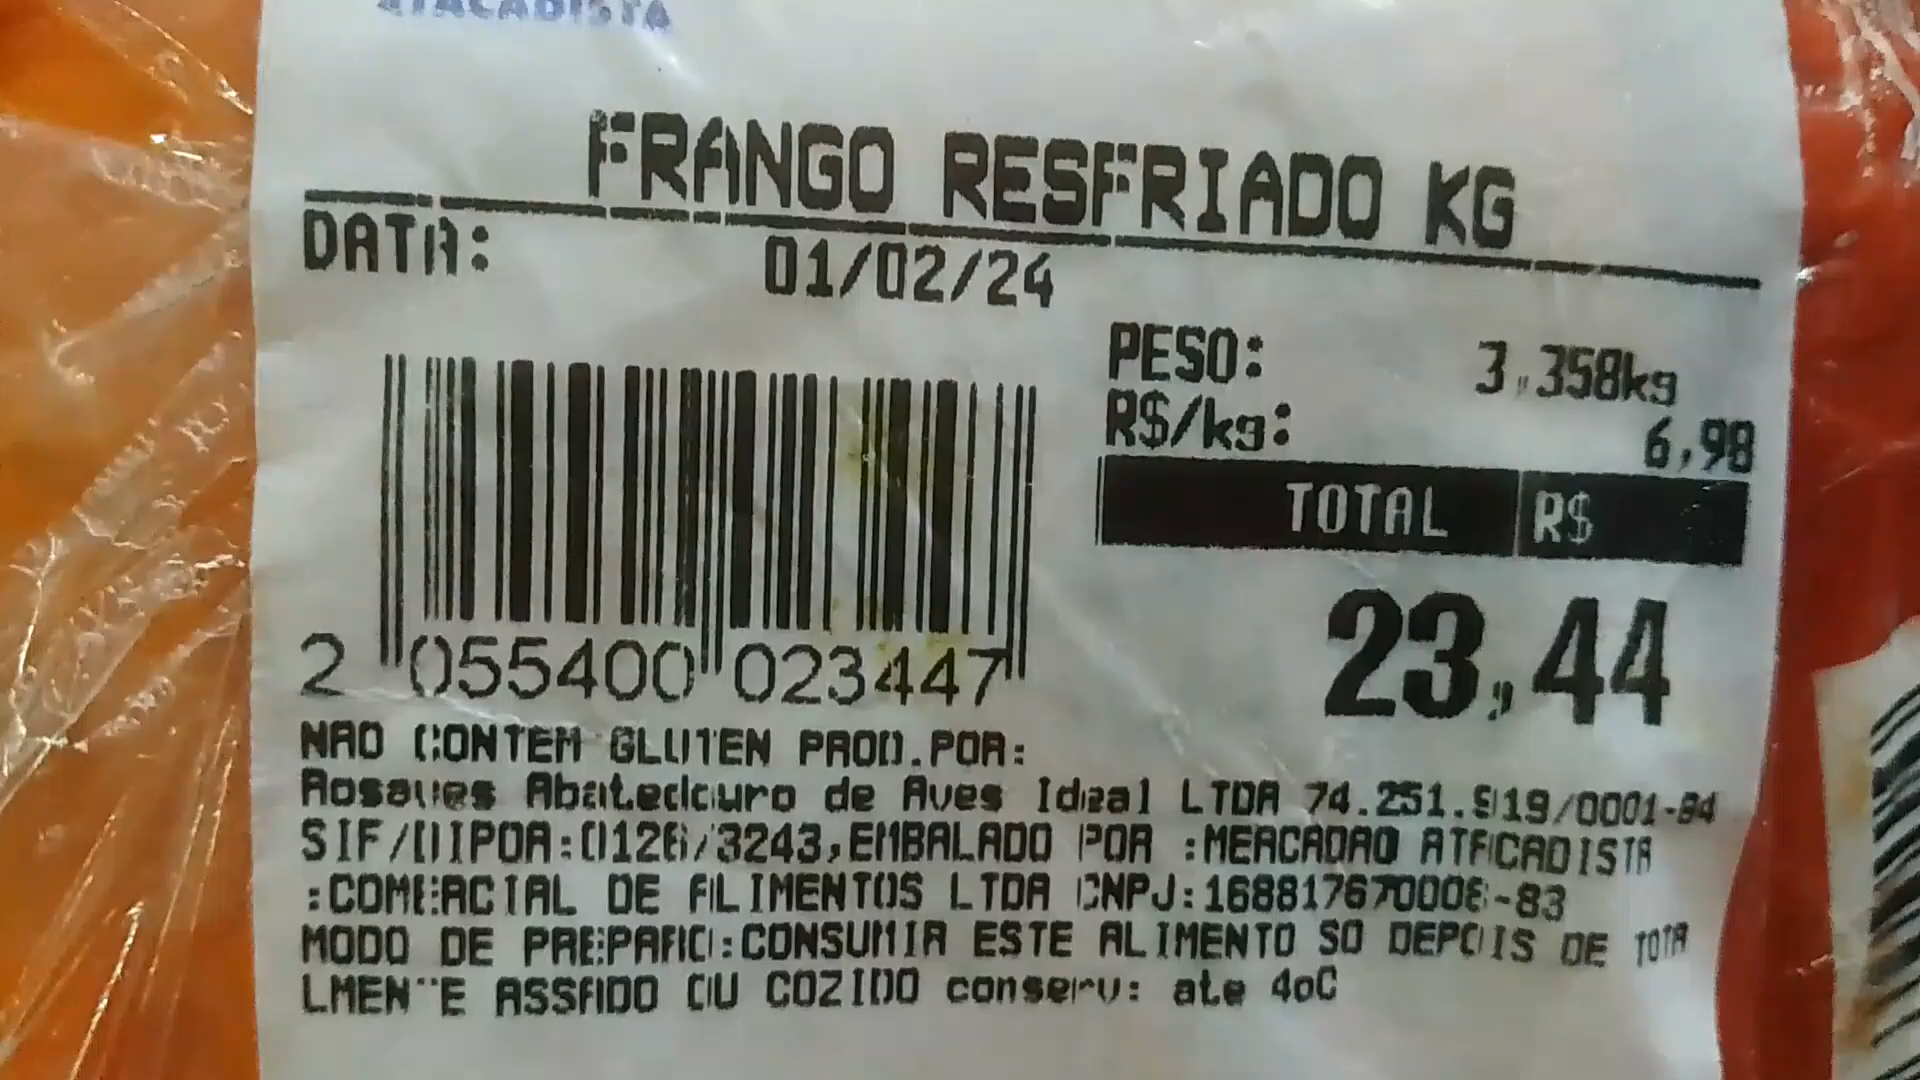 ATACADISTA
FRANGO RESFRIADO KG
DATA: 01/02/24
PESO: 3,358kg
R$/kg: 6,98
TOTAL R$
23,44
2 055400 023447
NAO CONTEM GLUTEN PROD.POR:
Rosaves Abatedouro de Aves Ideal LTDA 74.251.919/0001-94
SIF/DIPOA:0126/3243,EMBALADO POR :MERCADAO ATACADISTA
:COMERCIAL DE ALIMENTOS LTDA CNPJ:168817670008-83
MODO DE PREPARO:CONSUMIR ESTE ALIMENTO SO DEPOIS DE TOTA
LMENTE ASSADO OU COZIDO conserv: ate 4oC